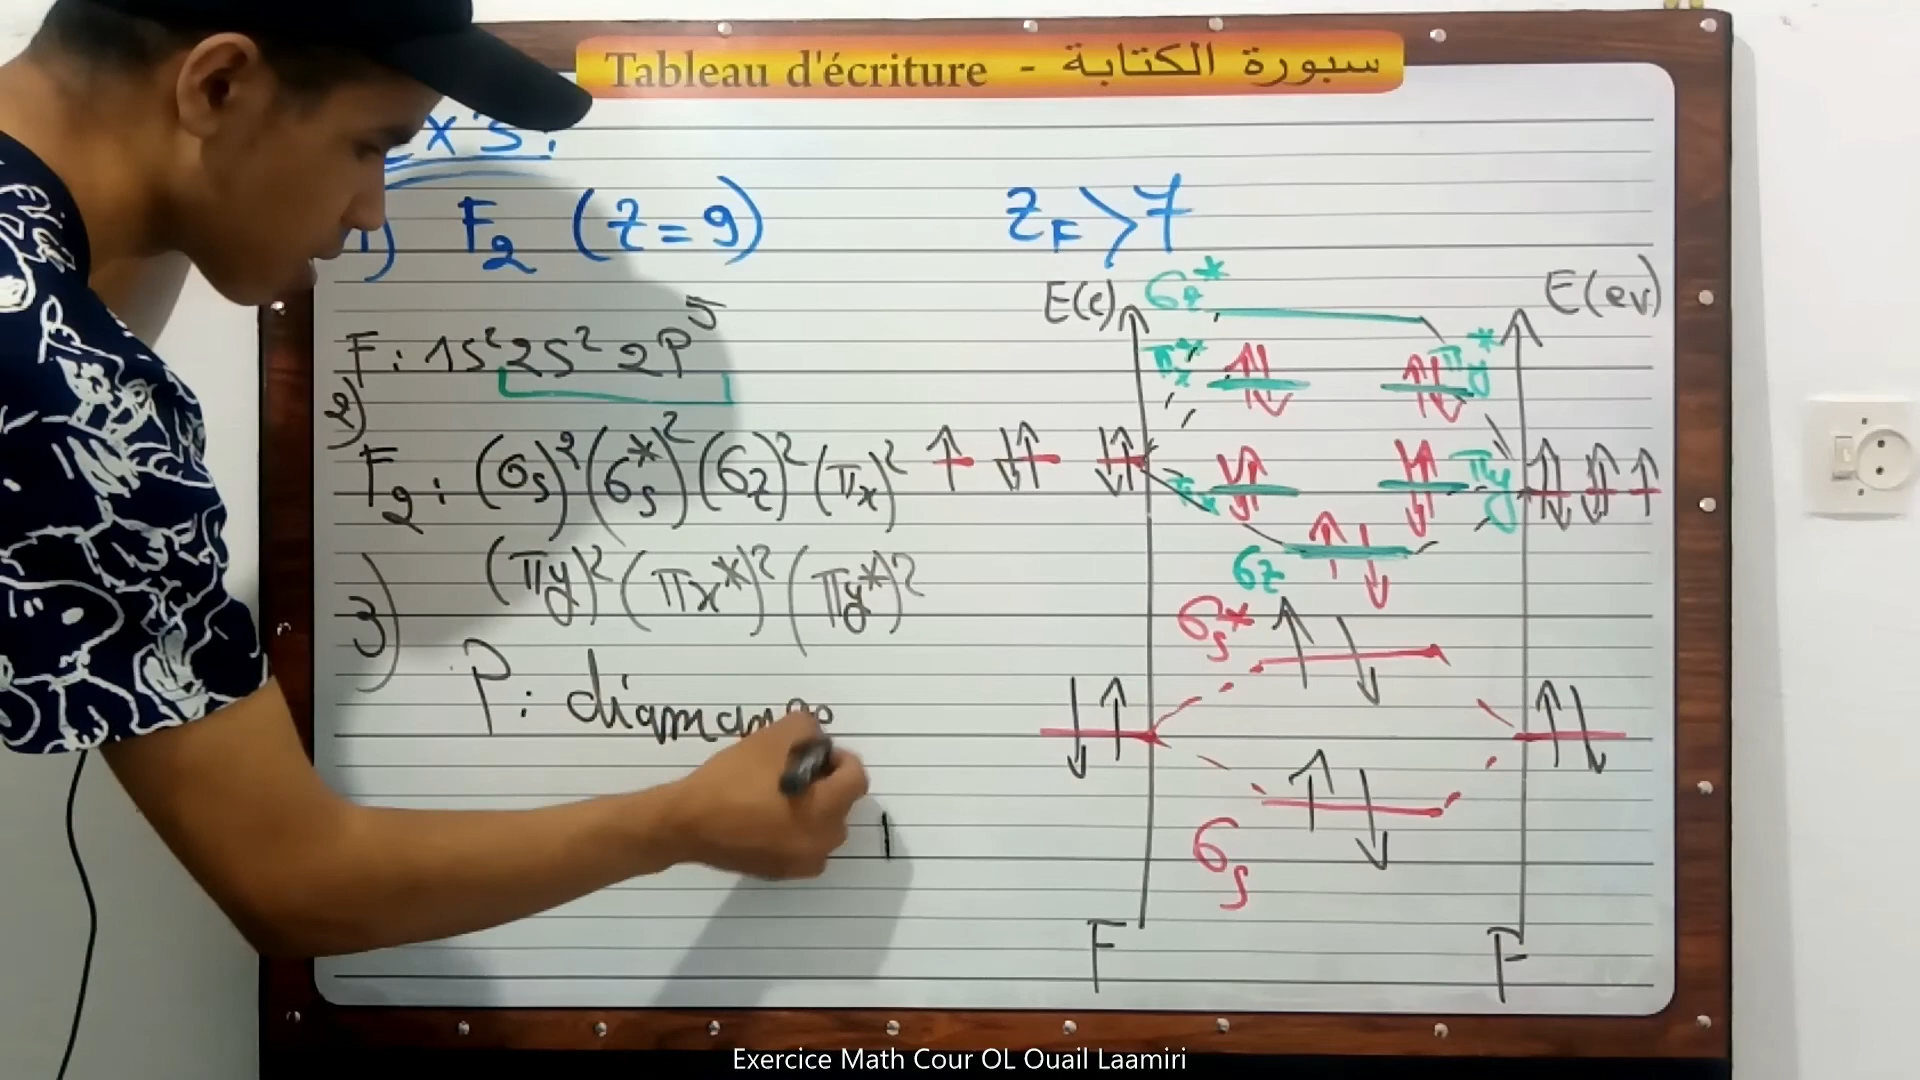 Tableau d'écriture - سبورة الكتابة
Ex 5:
1) F₂ (Z=9)
Z_F > 7
F: 1s² 2s² 2P⁵
2)
F₂: (σs)² (σs*)² (σz)² (πx)²
(πy)² (πx*)² (πy*)²
3)
P: diama
E(e)
E(ev)
σz*
πx*
πy*
πx
πy
σz
σs*
σs
F
F
Exercice Math Cour OL Ouail Laamiri